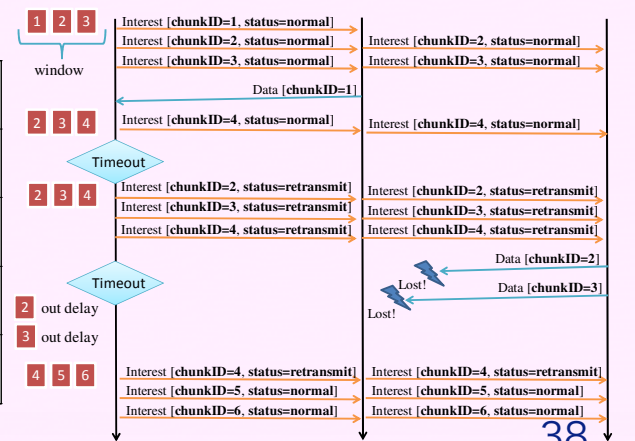 1 2 3
window
Interest [chunkID=1, status=normal]
Interest [chunkID=2, status=normal] Interest [chunkID=2, status=normal]
Interest [chunkID=3, status=normal] Interest [chunkID=3, status=normal]
Data [chunkID=1]
2 3 4
Interest [chunkID=4, status=normal] Interest [chunkID=4, status=normal]
Timeout
2 3 4
Interest [chunkID=2, status=retransmit] Interest [chunkID=2, status=retransmit]
Interest [chunkID=3, status=retransmit] Interest [chunkID=3, status=retransmit]
Interest [chunkID=4, status=retransmit] Interest [chunkID=4, status=retransmit]
Data [chunkID=2]
Lost!
Timeout
Data [chunkID=3]
Lost!
2 out delay
3 out delay
4 5 6
Interest [chunkID=4, status=retransmit] Interest [chunkID=4, status=retransmit]
Interest [chunkID=5, status=normal] Interest [chunkID=5, status=normal]
Interest [chunkID=6, status=normal] Interest [chunkID=6, status=normal]
38